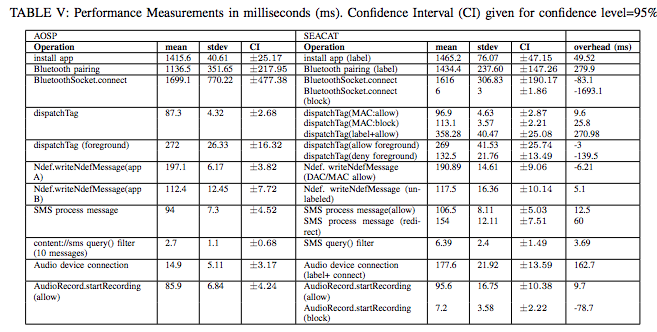 TABLE V: Performance Measurements in milliseconds (ms). Confidence Interval (CI) given for confidence level=95%
AOSP SEACAT
Operation mean stdev CI Operation mean stdev CI overhead (ms)
install app 1415.6 40.61 ±25.17 install app (label) 1465.2 76.07 ±47.15 49.52
Bluetooth pairing 1136.5 351.65 ±217.95 Bluetooth pairing (label) 1434.4 237.60 ±147.26 279.9
BluetoothSocket.connect 1699.1 770.22 ±477.38 BluetoothSocket.connect 1616 306.83 ±190.17 -83.1
BluetoothSocket.connect 6 3 ±1.86 -1693.1
(block)
dispatchTag 87.3 4.32 ±2.68 dispatchTag(MAC:allow) 96.9 4.63 ±2.87 9.6
dispatchTag(MAC:block) 113.1 3.57 ±2.21 25.8
dispatchTag(label+allow) 358.28 40.47 ±25.08 270.98
dispatchTag (foreground) 272 26.33 ±16.32 dispatchTag(allow foreground) 269 41.53 ±25.74 -3
dispatchTag(deny foreground) 132.5 21.76 ±13.49 -139.5
Ndef.writeNdefMessage(app 197.1 6.17 ±3.82 Ndef. writeNdefMessage 190.89 14.61 ±9.06 -6.21
A) (DAC/MAC allow)
Ndef.writeNdefMessage(app 112.4 12.45 ±7.72 Ndef. writeNdefMessage (un- 117.5 16.36 ±10.14 5.1
B) labeled)
SMS process message 94 7.3 ±4.52 SMS process message(allow) 106.5 8.11 ±5.03 12.5
SMS process message (redi- 154 12.11 ±7.51 60
rect)
content://sms query() filter 2.7 1.1 ±0.68 SMS query() filter 6.39 2.4 ±1.49 3.69
(10 messages)
Audio device connection 14.9 5.11 ±3.17 Audio device connection 177.6 21.92 ±13.59 162.7
(label+ connect)
AudioRecord.startRecording 85.9 6.84 ±4.24 AudioRecord.startRecording 95.6 16.75 ±10.38 9.7
(allow) (allow)
AudioRecord.startRecording 7.2 3.58 ±2.22 -78.7
(block)